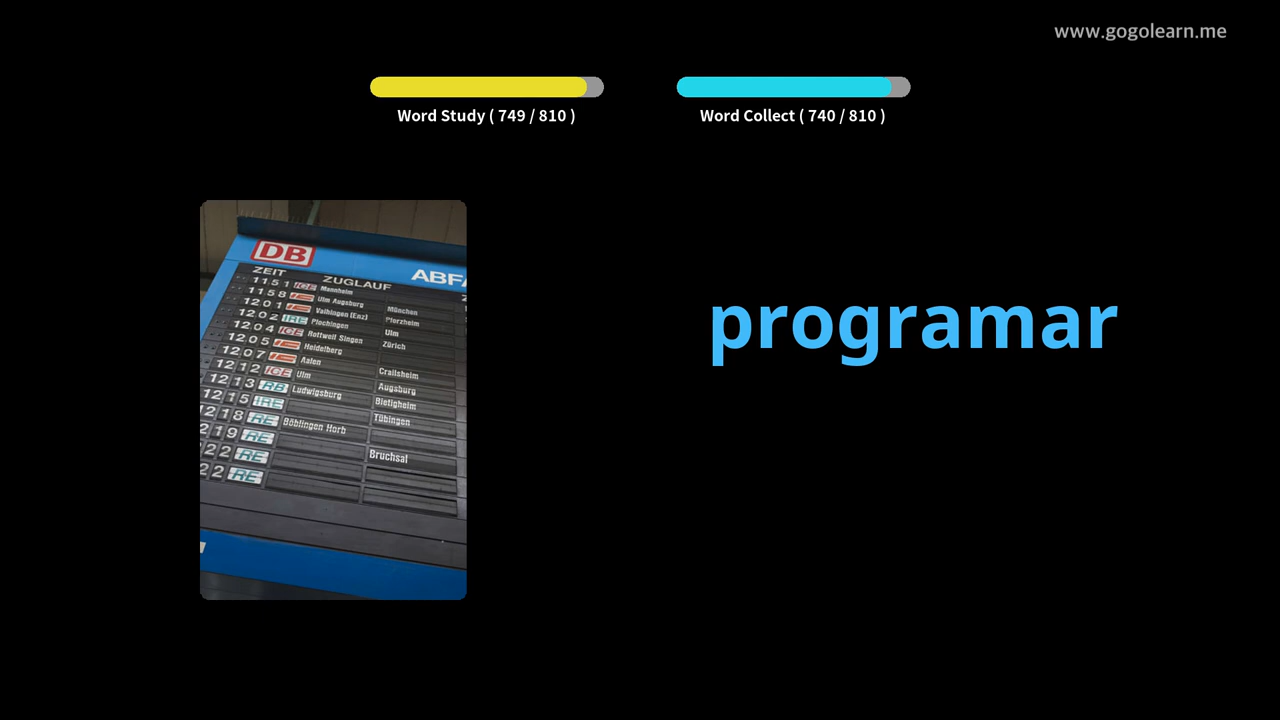 www.gogolearn.me
Word Study ( 749 / 810 )
Word Collect ( 740 / 810 )
programar
DB
ZEIT ZUGLAUF ABFA
1151 ICE Mannheim
1158 Ulm Augsburg München
1201 Vaihingen (Enz) Pforzheim
1202 IRE Plochingen Ulm
1204 ICE Rottweil Singen Zürich
1205 Heidelberg
1207 Aalen Crailsheim
1212 ICE Ulm Augsburg
1213 RB Ludwigsburg Bietigheim
1215 IRE Tübingen
1218 RE Böblingen Horb
219 RE Bruchsal
22 RE
22 RE